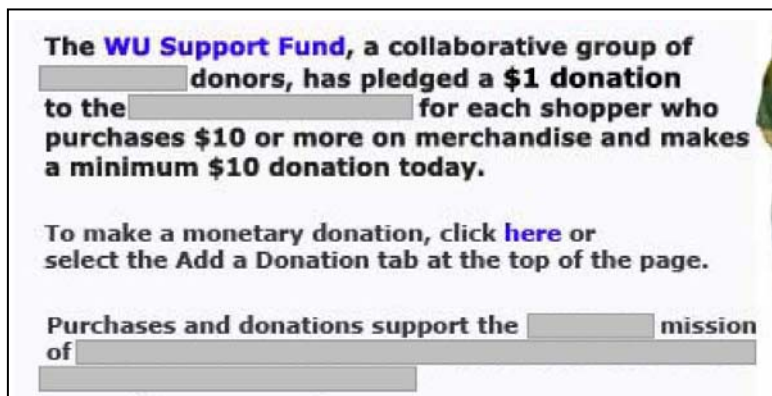 The WU Support Fund, a collaborative group of
donors, has pledged a $1 donation
to the for each shopper who
purchases $10 or more on merchandise and makes
a minimum $10 donation today.
To make a monetary donation, click here or
select the Add a Donation tab at the top of the page.
Purchases and donations support the mission
of